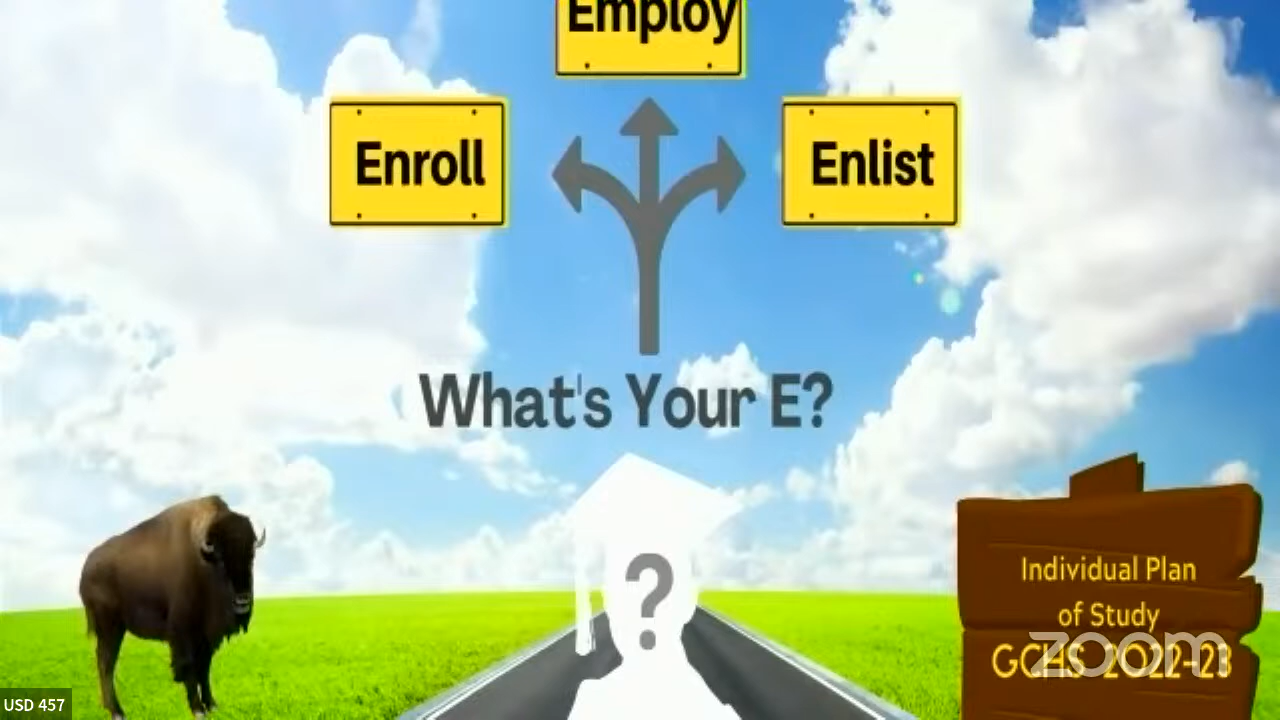 Employ
Enroll
Enlist
What's Your E?
?
Individual Plan
of Study
GCHS 2022-23
zoom
USD 457